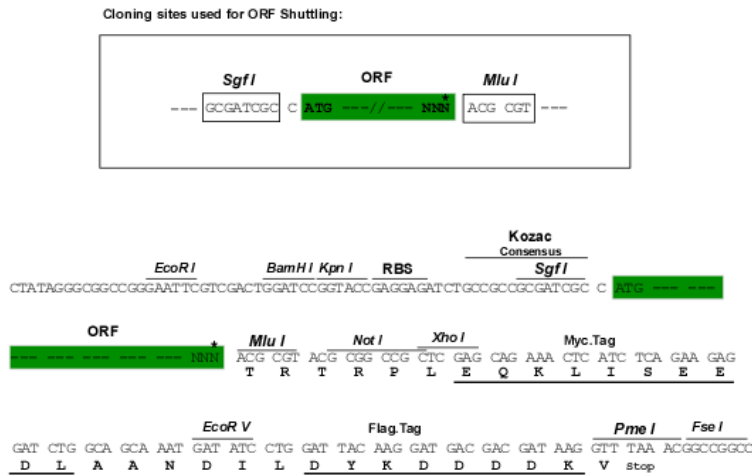 Cloning sites used for ORF Shuttling:
Sgf I ORF Mlu I
--- GCGATCGC C ATG ---//--- NNN* ACG CGT ---
Kozac
Consensus
EcoR I BamH I Kpn I RBS Sgf I
CTATAGGGCGGCCGGGAATTCGTCGACTGGATCCGGTACCGAGGAGATCTGCCGCCGCGATCGC C ATG --- ---
ORF Mlu I Not I Xho I Myc.Tag
--- --- --- --- --- --- NNN* ACG CGT ACG CGG CCG CTC GAG CAG AAA CTC ATC TCA GAA GAG
T R T R P L E Q K L I S E E
EcoR V Flag.Tag Pme I Fse I
GAT CTG GCA GCA AAT GAT ATC CTG GAT TAC AAG GAT GAC GAC GAT AAG GTT TAA ACGGCCGGCC
D L A A N D I L D Y K D D D D K V Stop